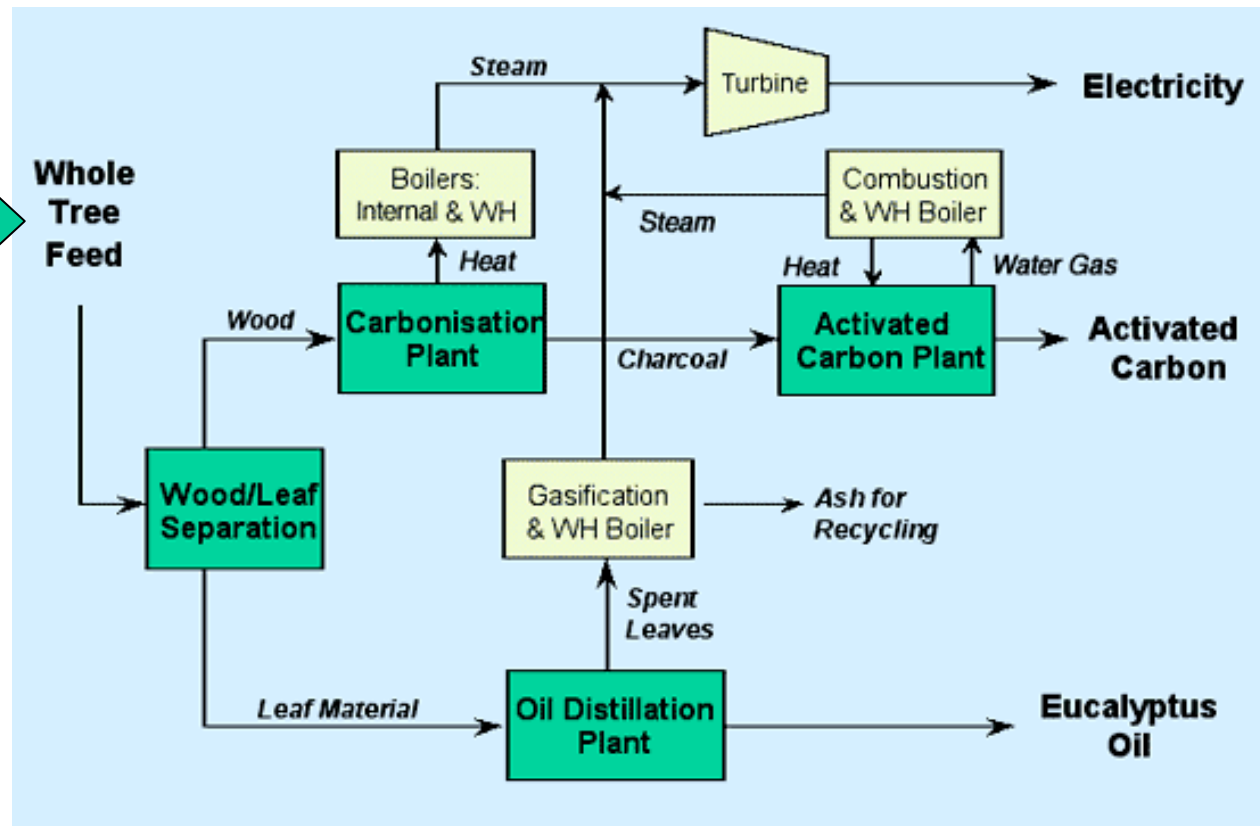 Steam
Turbine
Electricity
Whole
Tree
Feed
Boilers:
Internal & WH
Combustion
& WH Boiler
Steam
Heat
Heat
Water Gas
Wood
Carbonisation
Plant
Charcoal
Activated
Carbon Plant
Activated
Carbon
Wood/Leaf
Separation
Gasification
& WH Boiler
Ash for
Recycling
Spent
Leaves
Leaf Material
Oil Distillation
Plant
Eucalyptus
Oil